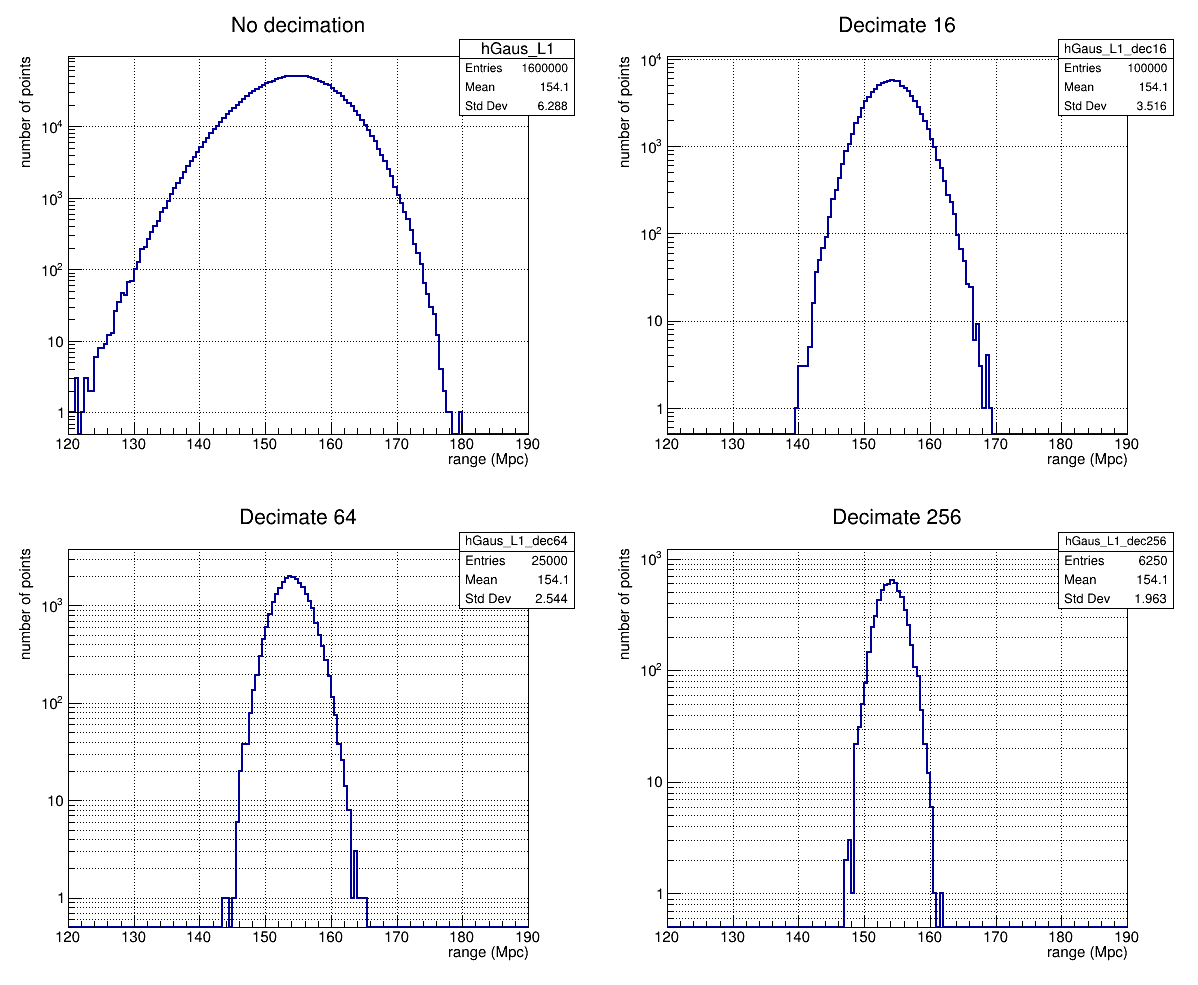 No decimation
hGaus_L1
Entries 1600000
Mean 154.1
Std Dev 6.288
number of points
10^4
10^3
10^2
10
1
120 130 140 150 160 170 180 190
range (Mpc)
Decimate 16
hGaus_L1_dec16
Entries 100000
Mean 154.1
Std Dev 3.516
number of points
10^4
10^3
10^2
10
1
120 130 140 150 160 170 180 190
range (Mpc)
Decimate 64
hGaus_L1_dec64
Entries 25000
Mean 154.1
Std Dev 2.544
number of points
10^3
10^2
10
1
120 130 140 150 160 170 180 190
range (Mpc)
Decimate 256
hGaus_L1_dec256
Entries 6250
Mean 154.1
Std Dev 1.963
number of points
10^3
10^2
10
1
120 130 140 150 160 170 180 190
range (Mpc)